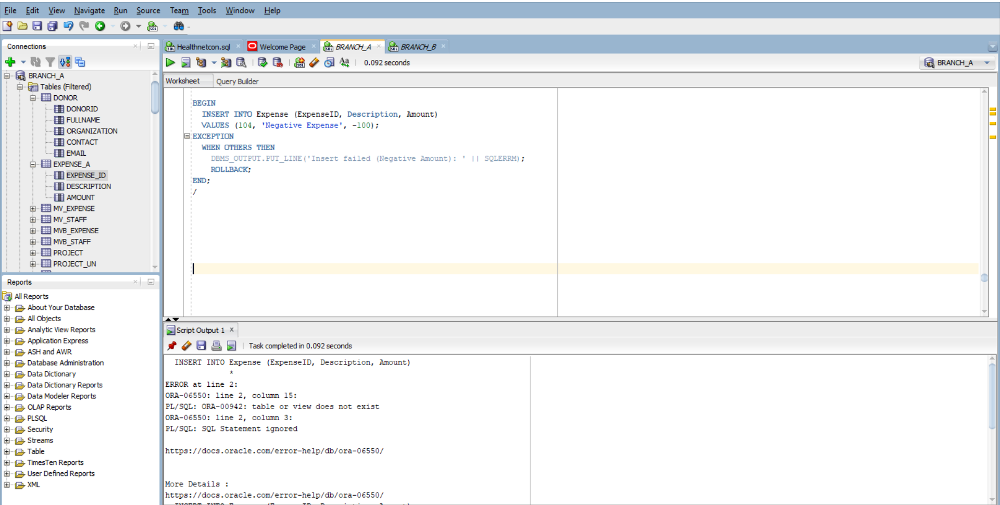 File Edit View Navigate Run Source Team Tools Window Help
Connections
BRANCH_A
Tables (Filtered)
DONOR
DONORID
FULLNAME
ORGANIZATION
CONTACT
EMAIL
EXPENSE_A
EXPENSE_ID
DESCRIPTION
AMOUNT
MV_EXPENSE
MV_STAFF
MVB_EXPENSE
MVB_STAFF
PROJECT
PROJECT_UN
Reports
All Reports
About Your Database
All Objects
Analytic View Reports
Application Express
ASH and AWR
Database Administration
Data Dictionary
Data Dictionary Reports
Data Modeler Reports
OLAP Reports
PLSQL
Security
Streams
Table
TimesTen Reports
User Defined Reports
XML
Healthnetcon.sql Welcome Page BRANCH_A BRANCH_B
0.092 seconds BRANCH_A
Worksheet Query Builder
BEGIN
INSERT INTO Expense (ExpenseID, Description, Amount)
VALUES (104, 'Negative Expense', -100);
EXCEPTION
WHEN OTHERS THEN
DBMS_OUTPUT.PUT_LINE('Insert failed (Negative Amount): ' || SQLERRM);
ROLLBACK;
END;
/
Script Output 1
Task completed in 0.092 seconds
INSERT INTO Expense (ExpenseID, Description, Amount)
*
ERROR at line 2:
ORA-06550: line 2, column 15:
PL/SQL: ORA-00942: table or view does not exist
ORA-06550: line 2, column 3:
PL/SQL: SQL Statement ignored
https://docs.oracle.com/error-help/db/ora-06550/
More Details :
https://docs.oracle.com/error-help/db/ora-06550/